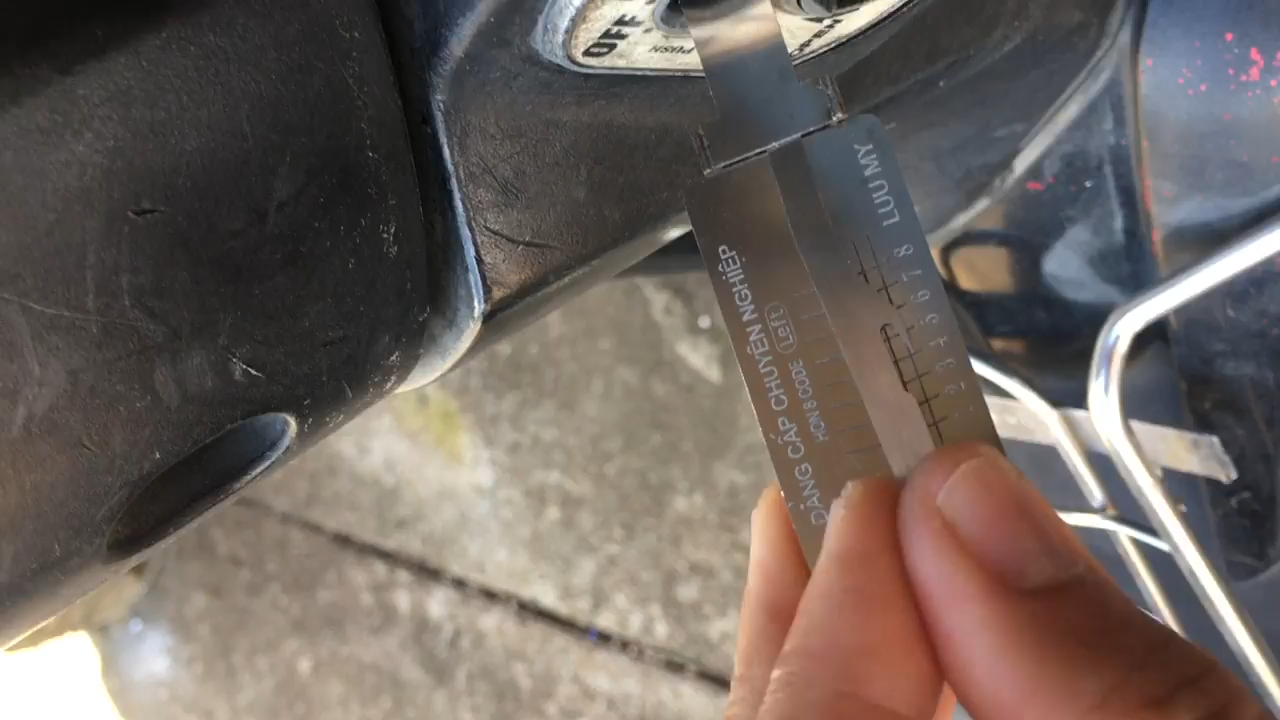 OFF
PUSH
OPEN
LUU MY
1 2 3 4 5 6 7 8
ĐẲNG CẤP CHUYÊN NGHIỆP
HON 8 CODE Left